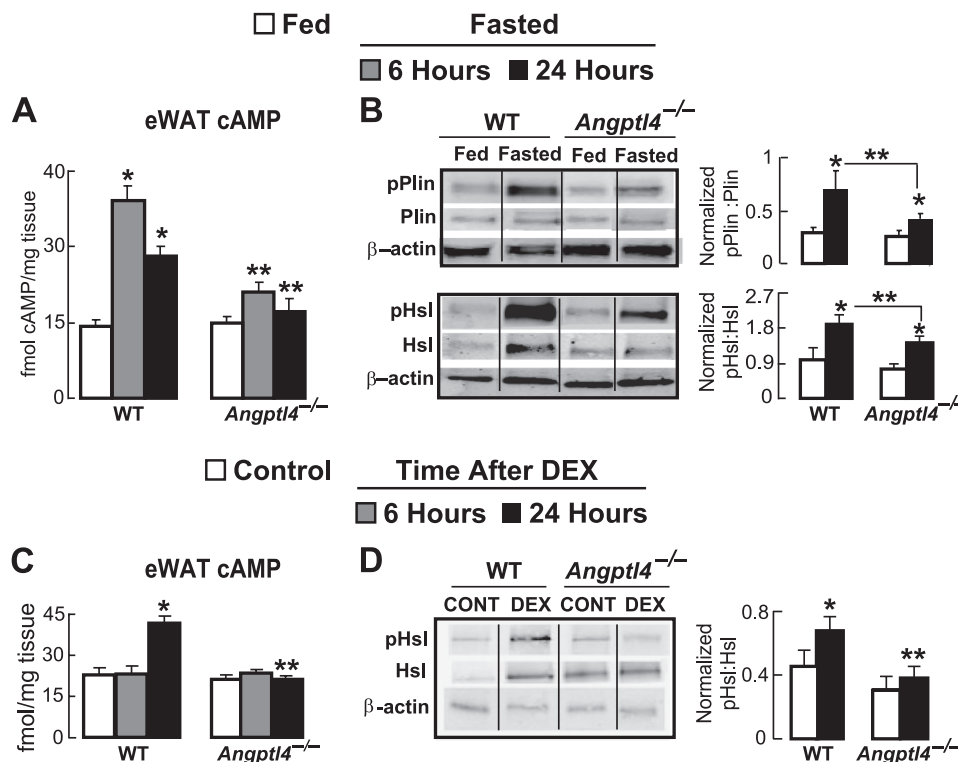 Fed Fasted
6 Hours 24 Hours
A
eWAT cAMP
fmol cAMP/mg tissue
40
30
15
0
*
*
**
**
WT Angptl4−/−
B
WT Angptl4−/−
Fed Fasted Fed Fasted
pPlin
Plin
β–actin
pHsl
Hsl
β–actin
Normalized
pPlin :Plin
1
0.5
0
*
**
*
Normalized
pHsl:Hsl
2.7
1.8
0.9
0
*
**
*
WT Angptl4−/−
Control Time After DEX
6 Hours 24 Hours
C
eWAT cAMP
fmol/mg tissue
45
30
15
0
*
**
WT Angptl4−/−
D
WT Angptl4−/−
CONT DEX CONT DEX
pHsl
Hsl
β-actin
Normalized
pHsl:Hsl
0.8
0.4
0
*
**
WT Angptl4−/−